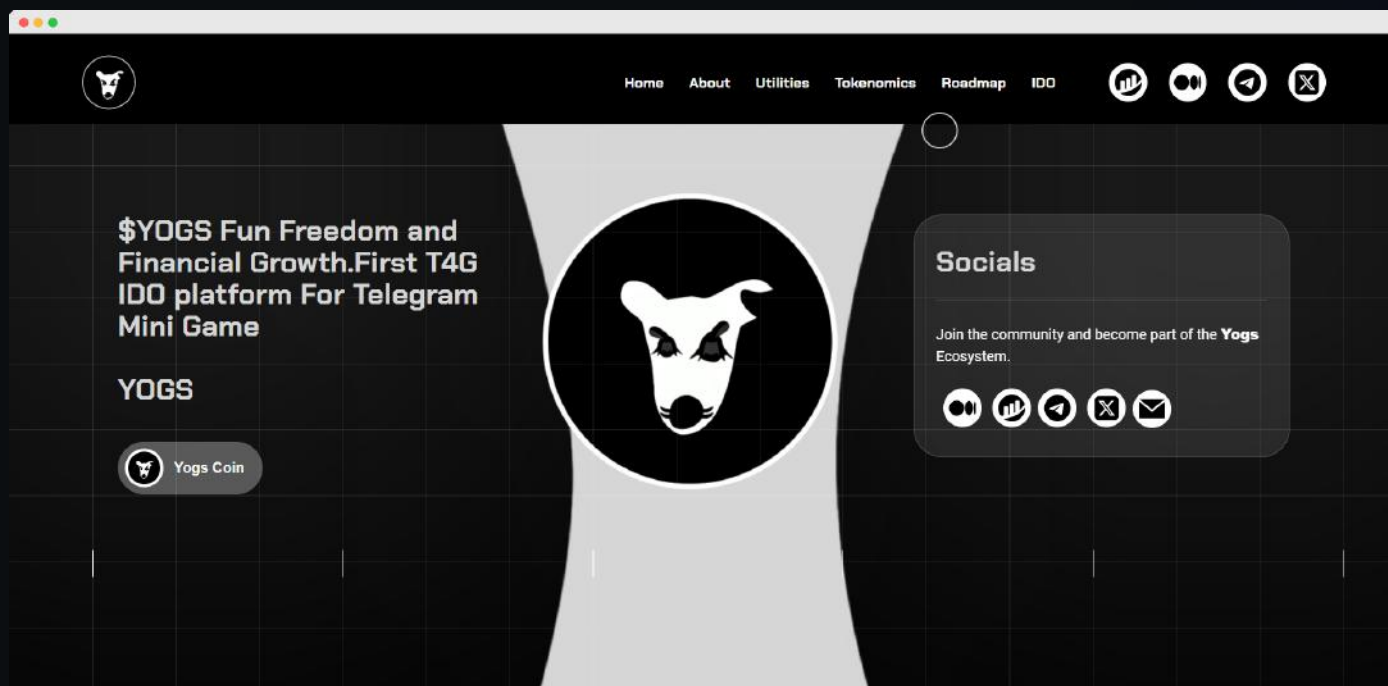 Home About Utilities Tokenomics Roadmap IDO
$YOGS Fun Freedom and
Financial Growth.First T4G
IDO platform For Telegram
Mini Game
YOGS
Yogs Coin
Socials
Join the community and become part of the Yogs
Ecosystem.